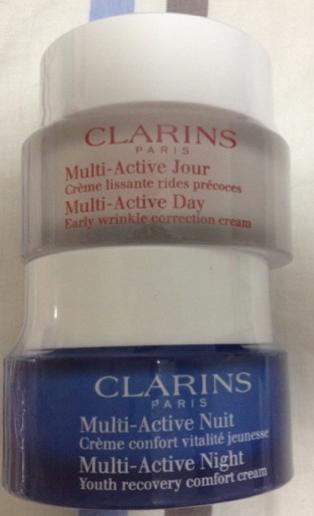 CLARINS
PARIS
Multi-Active Jour
Crème lissante rides précoces
Multi-Active Day
Early wrinkle correction cream
CLARINS
PARIS
Multi-Active Nuit
Crème confort vitalité jeunesse
Multi-Active Night
Youth recovery comfort cream